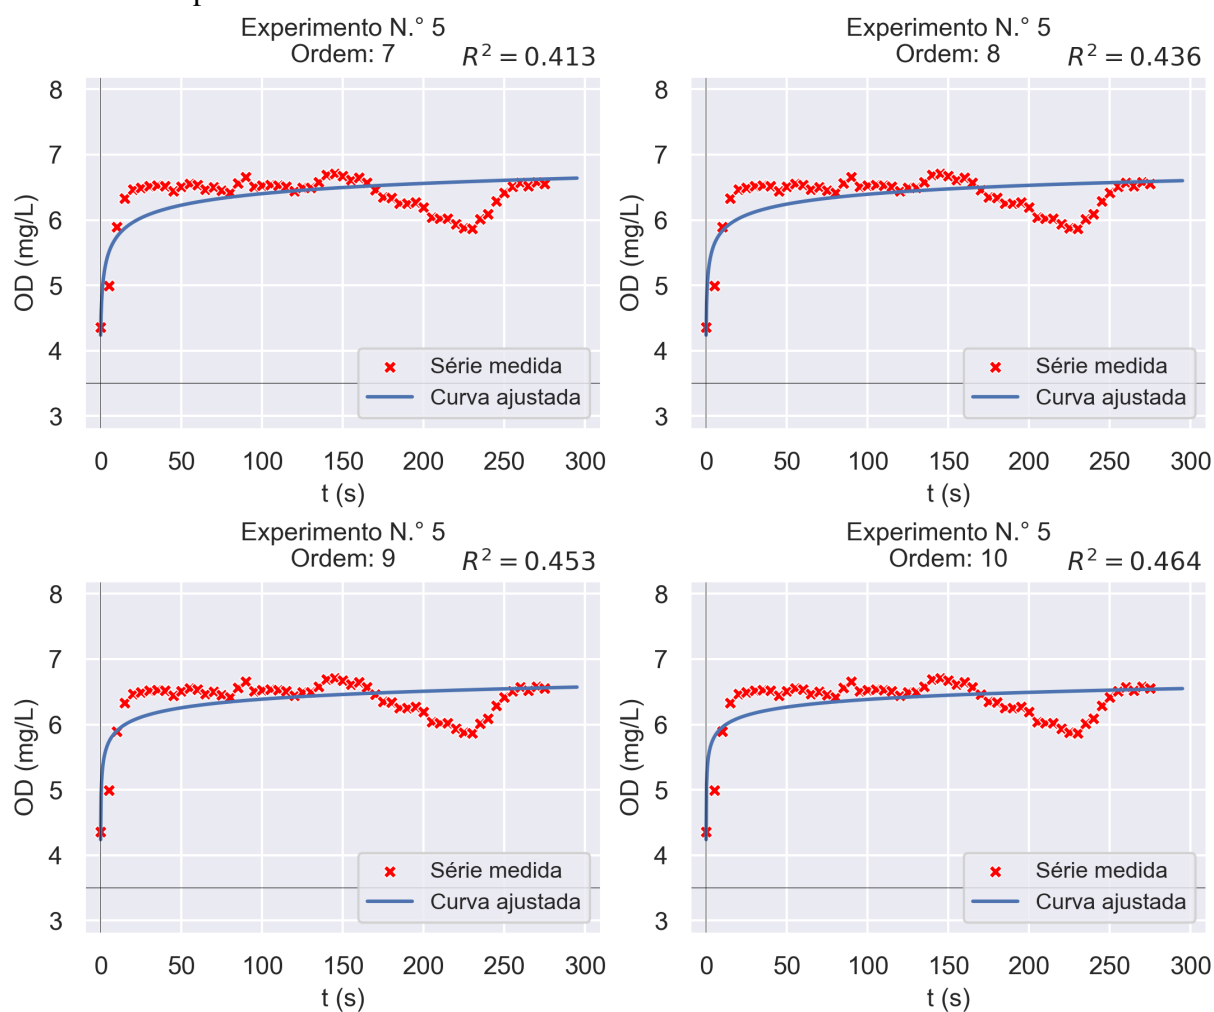 Experimento N.° 5
Ordem: 7
R² = 0.413
8
7
6
5
4
3
OD (mg/L)
Série medida
Curva ajustada
0 50 100 150 200 250 300
t (s)
Experimento N.° 5
Ordem: 8
R² = 0.436
8
7
6
5
4
3
OD (mg/L)
Série medida
Curva ajustada
0 50 100 150 200 250 300
t (s)
Experimento N.° 5
Ordem: 9
R² = 0.453
8
7
6
5
4
3
OD (mg/L)
Série medida
Curva ajustada
0 50 100 150 200 250 300
t (s)
Experimento N.° 5
Ordem: 10
R² = 0.464
8
7
6
5
4
3
OD (mg/L)
Série medida
Curva ajustada
0 50 100 150 200 250 300
t (s)